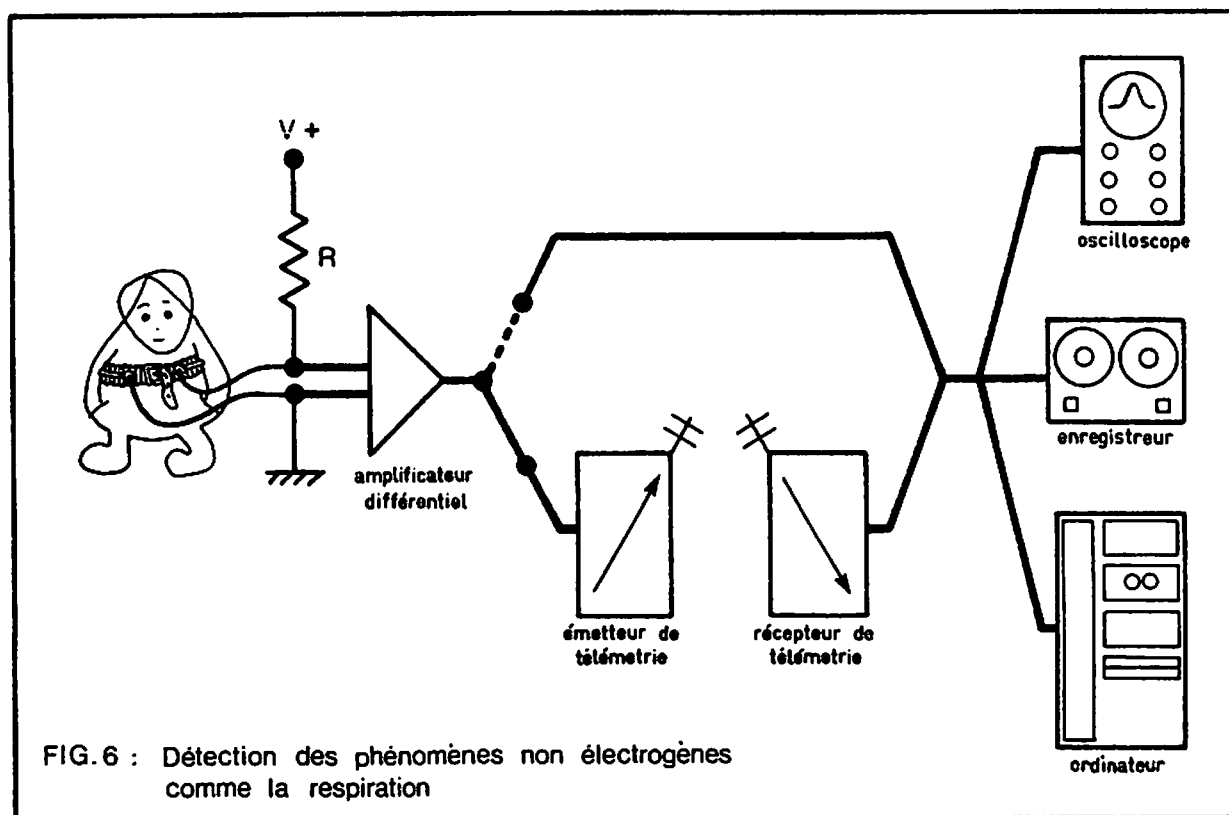 V +
R
amplificateur
différentiel
émetteur de
télémetrie
récepteur de
télémétrie
oscilloscope
enregistreur
ordinateur
FIG.6 : Détection des phénomènes non électrogènes
comme la respiration